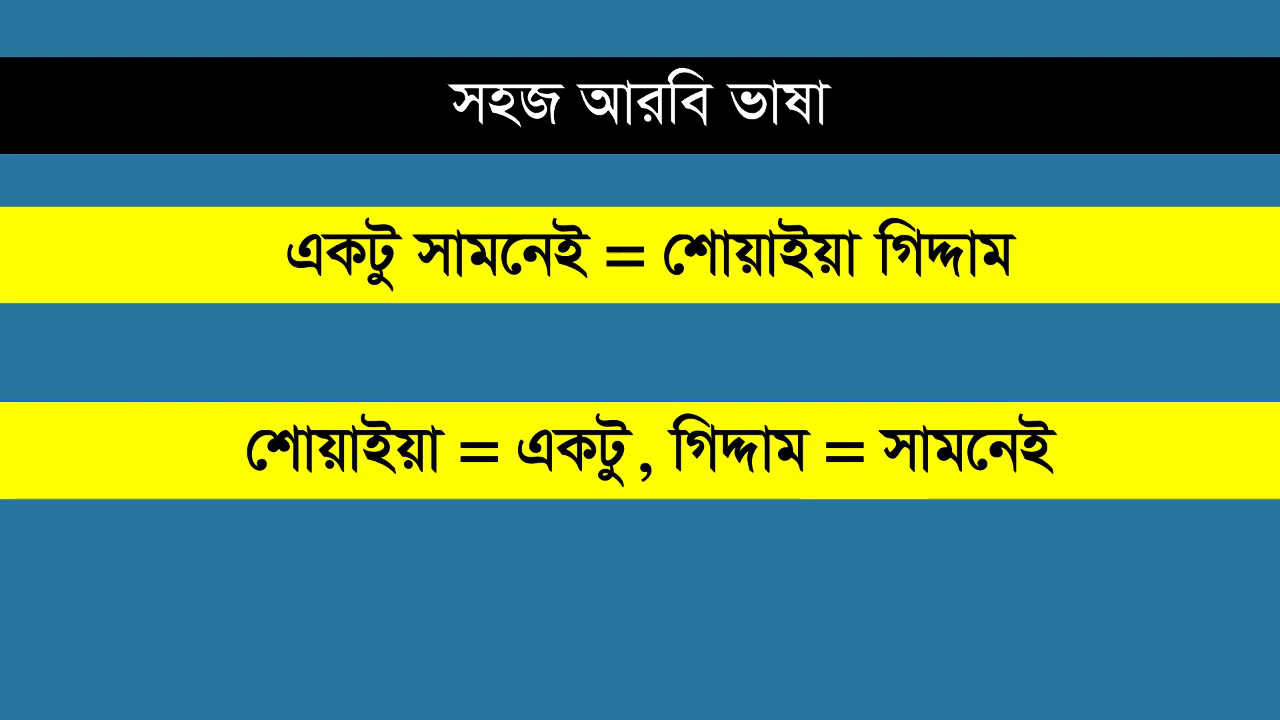 সহজ আরবি ভাষা
একটু সামনেই = শোয়াইয়া গিদ্দাম
শোয়াইয়া = একটু, গিদ্দাম = সামনেই